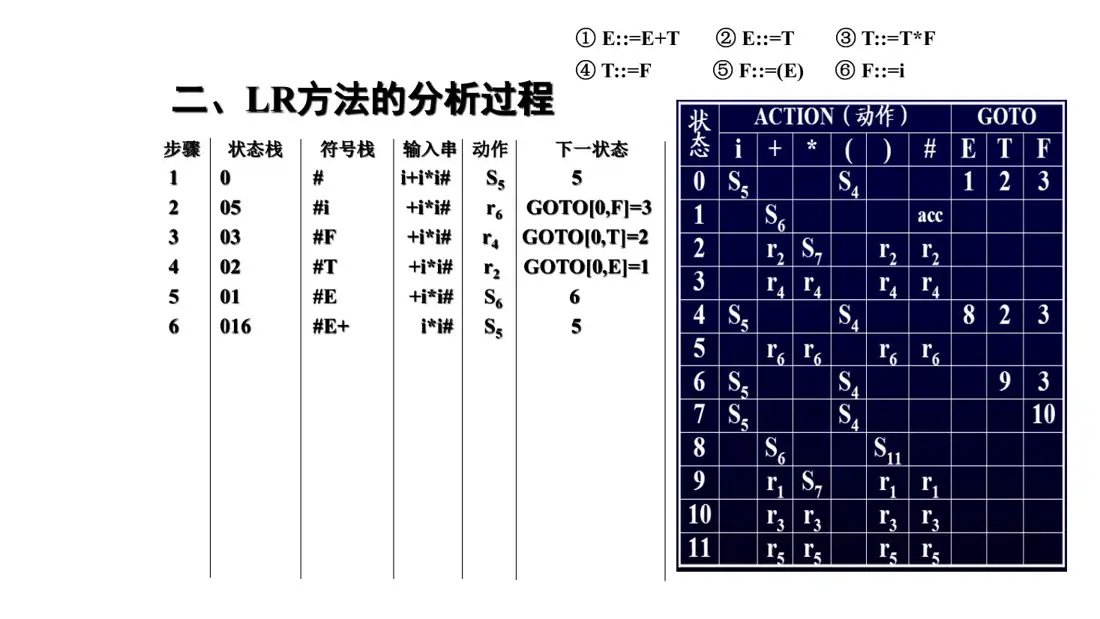 ① E::=E+T ② E::=T ③ T::=T*F
④ T::=F ⑤ F::=(E) ⑥ F::=i
二、LR方法的分析过程
步骤 状态栈 符号栈 输入串 动作 下一状态
1 0 # i+i*i# S5 5
2 05 #i +i*i# r6 GOTO[0,F]=3
3 03 #F +i*i# r4 GOTO[0,T]=2
4 02 #T +i*i# r2 GOTO[0,E]=1
5 01 #E +i*i# S6 6
6 016 #E+ i*i# S5 5
状态 ACTION（动作） GOTO
i + * ( ) # E T F
0 S5 S4 1 2 3
1 S6 acc
2 r2 S7 r2 r2
3 r4 r4 r4 r4
4 S5 S4 8 2 3
5 r6 r6 r6 r6
6 S5 S4 9 3
7 S5 S4 10
8 S6 S11
9 r1 S7 r1 r1
10 r3 r3 r3 r3
11 r5 r5 r5 r5